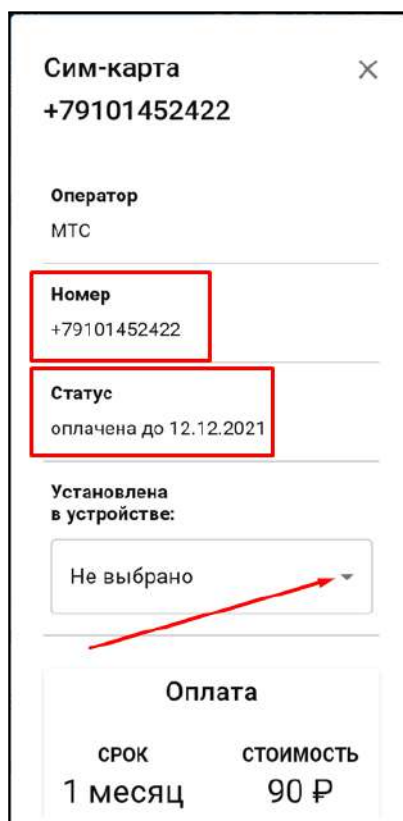 Сим-карта
+79101452422
Оператор
МТС
Номер
+79101452422
Статус
оплачена до 12.12.2021
Установлена
в устройстве:
Не выбрано
Оплата
СРОК СТОИМОСТЬ
1 месяц 90 ₽